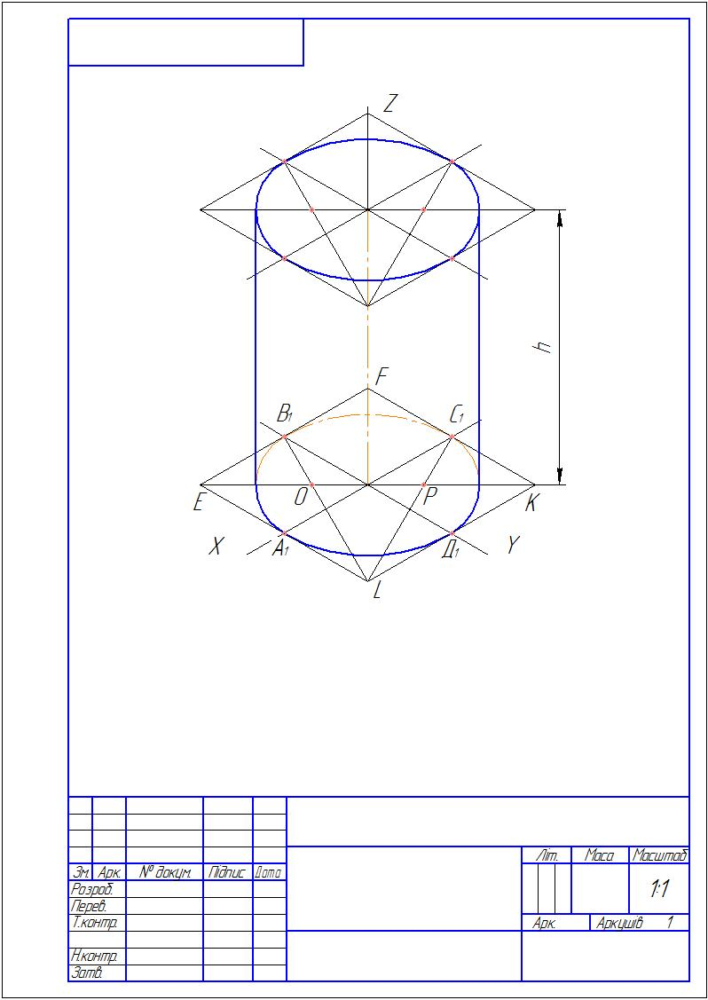 Z
h
F
B1
C1
E
O
P
K
X
A1
Д1
Y
L
Літ.
Маса
Масштаб
Зм.
Арк.
№ докум.
Підпис
Дата
1:1
Розроб.
Перев.
Т.контр.
Арк.
Аркушів 1
Н.контр.
Затв.